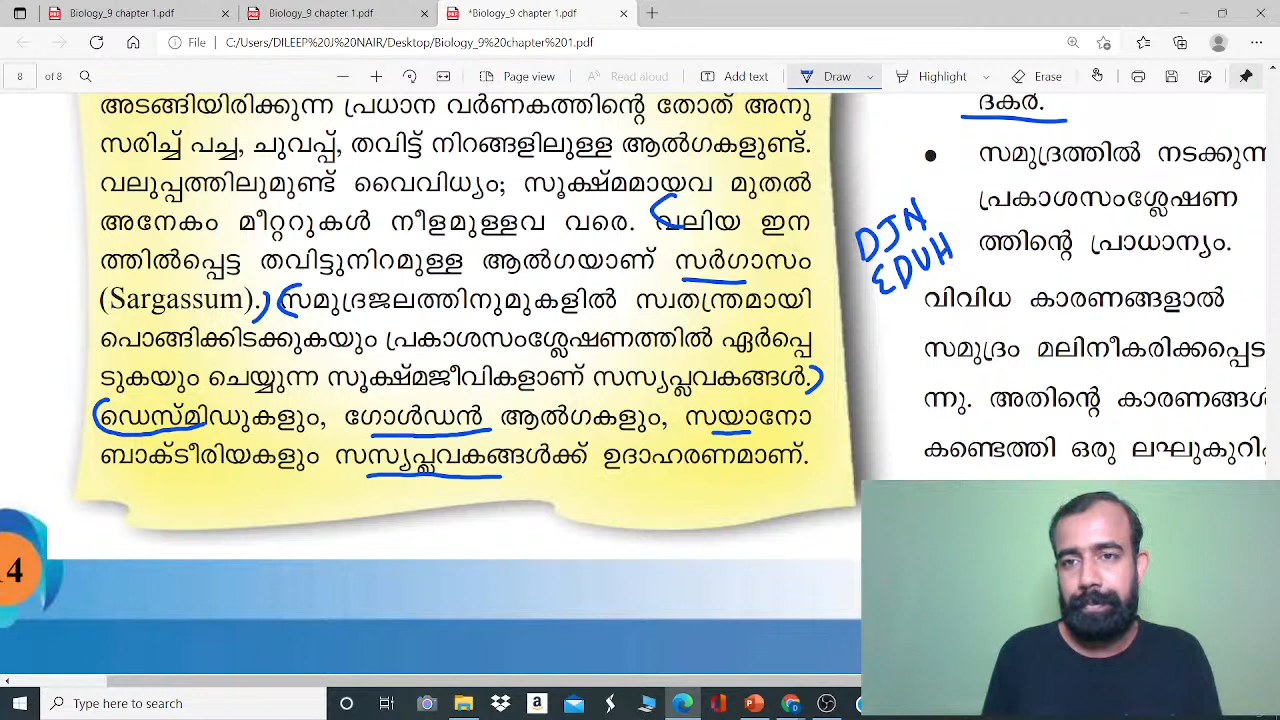 Biology_9 chapter 1.pdf
Biology_9 chapter 1.pdf
*Biology_9 chapter 1.pdf
File
C:/Users/DILEEP%20J%20NAIR/Desktop/Biology_9%20chapter%201.pdf
8 of 8
Page view
Read aloud
Add text
Draw
Highlight
Erase
അടങ്ങിയിരിക്കുന്ന പ്രധാന വർണകത്തിന്റെ തോത് അനു
സരിച്ച് പച്ച, ചുവപ്പ്, തവിട്ട് നിറങ്ങളിലുള്ള ആൽഗകളുണ്ട്.
വലുപ്പത്തിലുമുണ്ട് വൈവിധ്യം; സൂക്ഷ്മമായവ മുതൽ
അനേകം മീറ്ററുകൾ നീളമുള്ളവ വരെ. വലിയ ഇന
ത്തിൽപ്പെട്ട തവിട്ടുനിറമുള്ള ആൽഗയാണ് സർഗാസം
(Sargassum). സമുദ്രജലത്തിനുമുകളിൽ സ്വതന്ത്രമായി
പൊങ്ങിക്കിടക്കുകയും പ്രകാശസംശ്ലേഷണത്തിൽ ഏർപ്പെ
ടുകയും ചെയ്യുന്ന സൂക്ഷ്മജീവികളാണ് സസ്യപ്ലവകങ്ങൾ.
ഡെസ്മിഡുകളും, ഗോൾഡൻ ആൽഗകളും, സയാനോ
ബാക്ടീരിയകളും സസ്യപ്ലവകങ്ങൾക്ക് ഉദാഹരണമാണ്.
14
DJN
EDUH
ദകർ.
• സമുദ്രത്തിൽ നടക്കുന്ന
പ്രകാശസംശ്ലേഷണ
ത്തിന്റെ പ്രാധാന്യം.
വിവിധ കാരണങ്ങളാൽ
സമുദ്രം മലിനീകരിക്കപ്പെട
ന്നു. അതിന്റെ കാരണങ്ങൾ
കണ്ടെത്തി ഒരു ലഘുകുറി
Type here to search